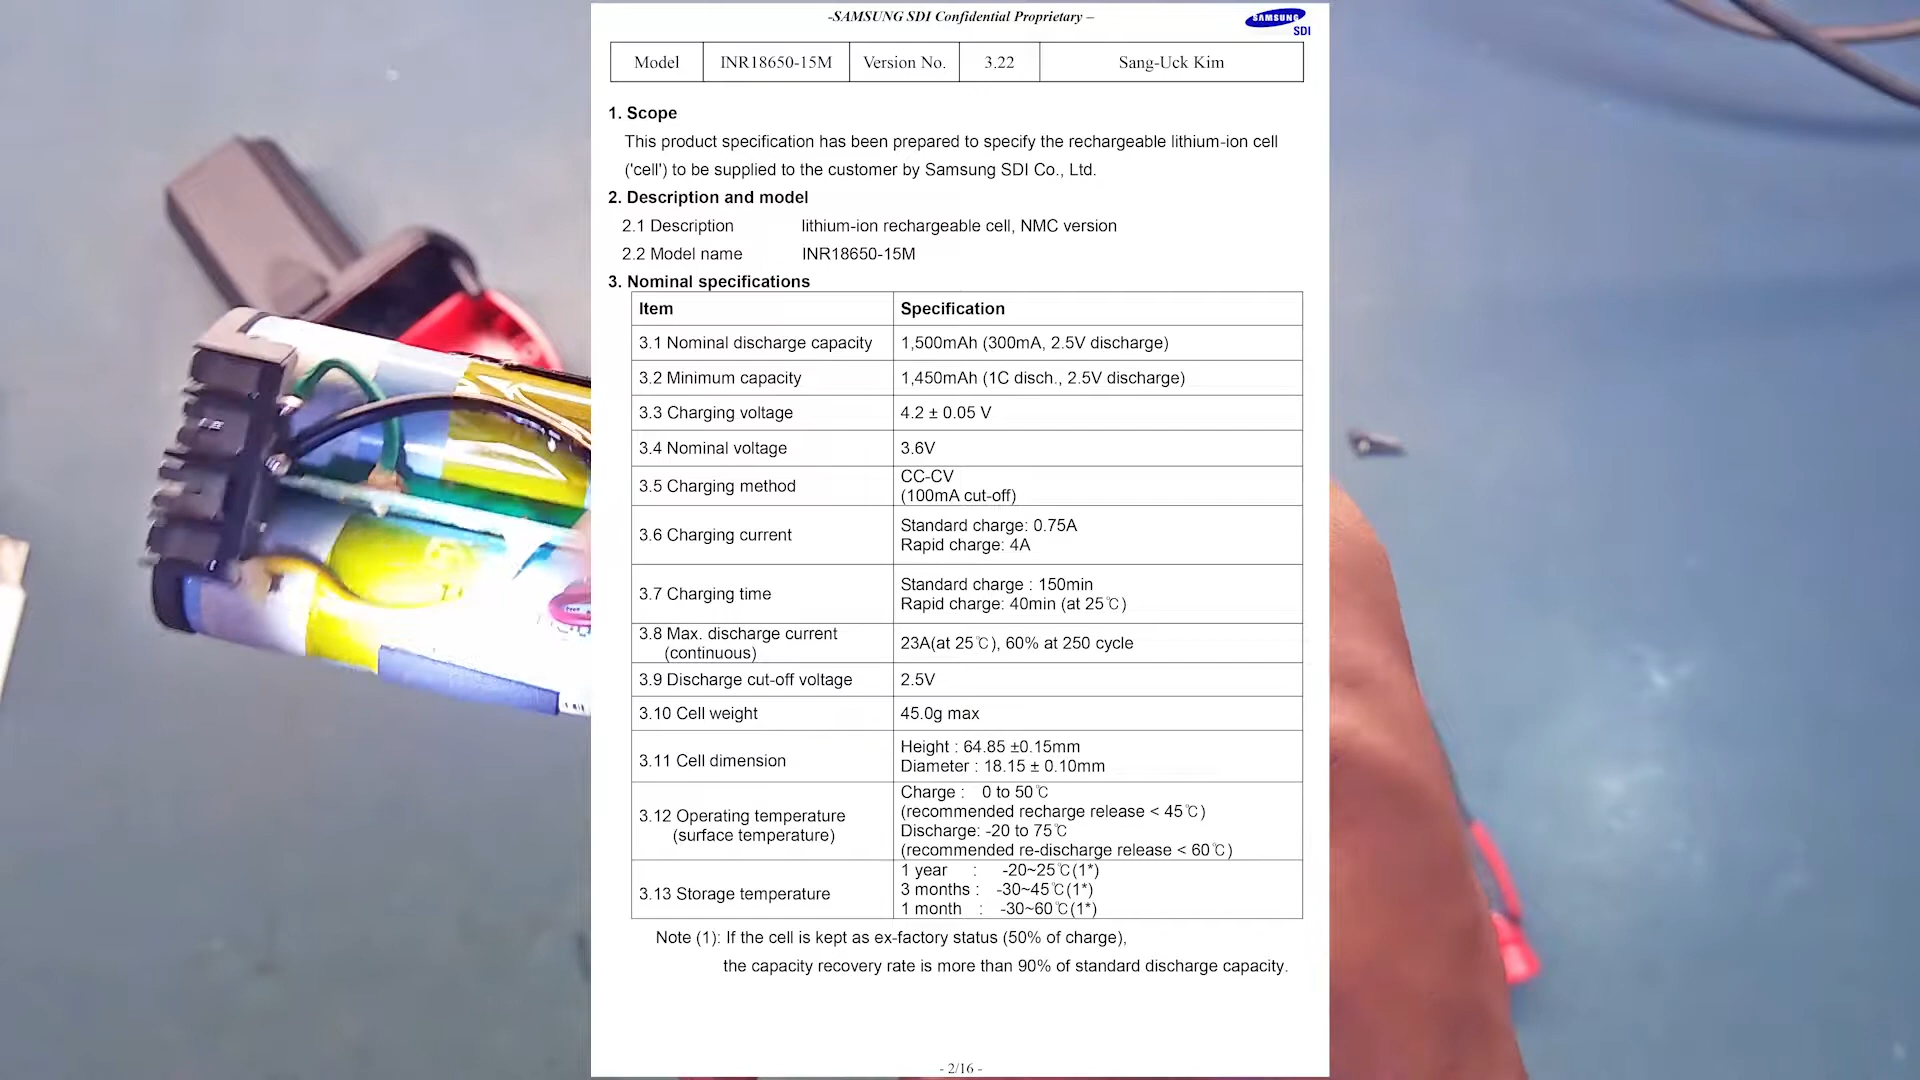 -SAMSUNG SDI Confidential Proprietary –
SAMSUNG
SDI
Model INR18650-15M Version No. 3.22 Sang-Uck Kim
1. Scope
This product specification has been prepared to specify the rechargeable lithium-ion cell
('cell') to be supplied to the customer by Samsung SDI Co., Ltd.
2. Description and model
2.1 Description lithium-ion rechargeable cell, NMC version
2.2 Model name INR18650-15M
3. Nominal specifications
Item Specification
3.1 Nominal discharge capacity 1,500mAh (300mA, 2.5V discharge)
3.2 Minimum capacity 1,450mAh (1C disch., 2.5V discharge)
3.3 Charging voltage 4.2 ± 0.05 V
3.4 Nominal voltage 3.6V
3.5 Charging method CC-CV
(100mA cut-off)
3.6 Charging current Standard charge: 0.75A
Rapid charge: 4A
3.7 Charging time Standard charge : 150min
Rapid charge: 40min (at 25℃)
3.8 Max. discharge current
(continuous) 23A(at 25℃), 60% at 250 cycle
3.9 Discharge cut-off voltage 2.5V
3.10 Cell weight 45.0g max
3.11 Cell dimension Height : 64.85 ±0.15mm
Diameter : 18.15 ± 0.10mm
3.12 Operating temperature
(surface temperature) Charge : 0 to 50℃
(recommended recharge release < 45℃)
Discharge: -20 to 75℃
(recommended re-discharge release < 60℃)
3.13 Storage temperature 1 year : -20~25℃(1*)
3 months : -30~45℃(1*)
1 month : -30~60℃(1*)
Note (1): If the cell is kept as ex-factory status (50% of charge),
the capacity recovery rate is more than 90% of standard discharge capacity.
- 2/16 -